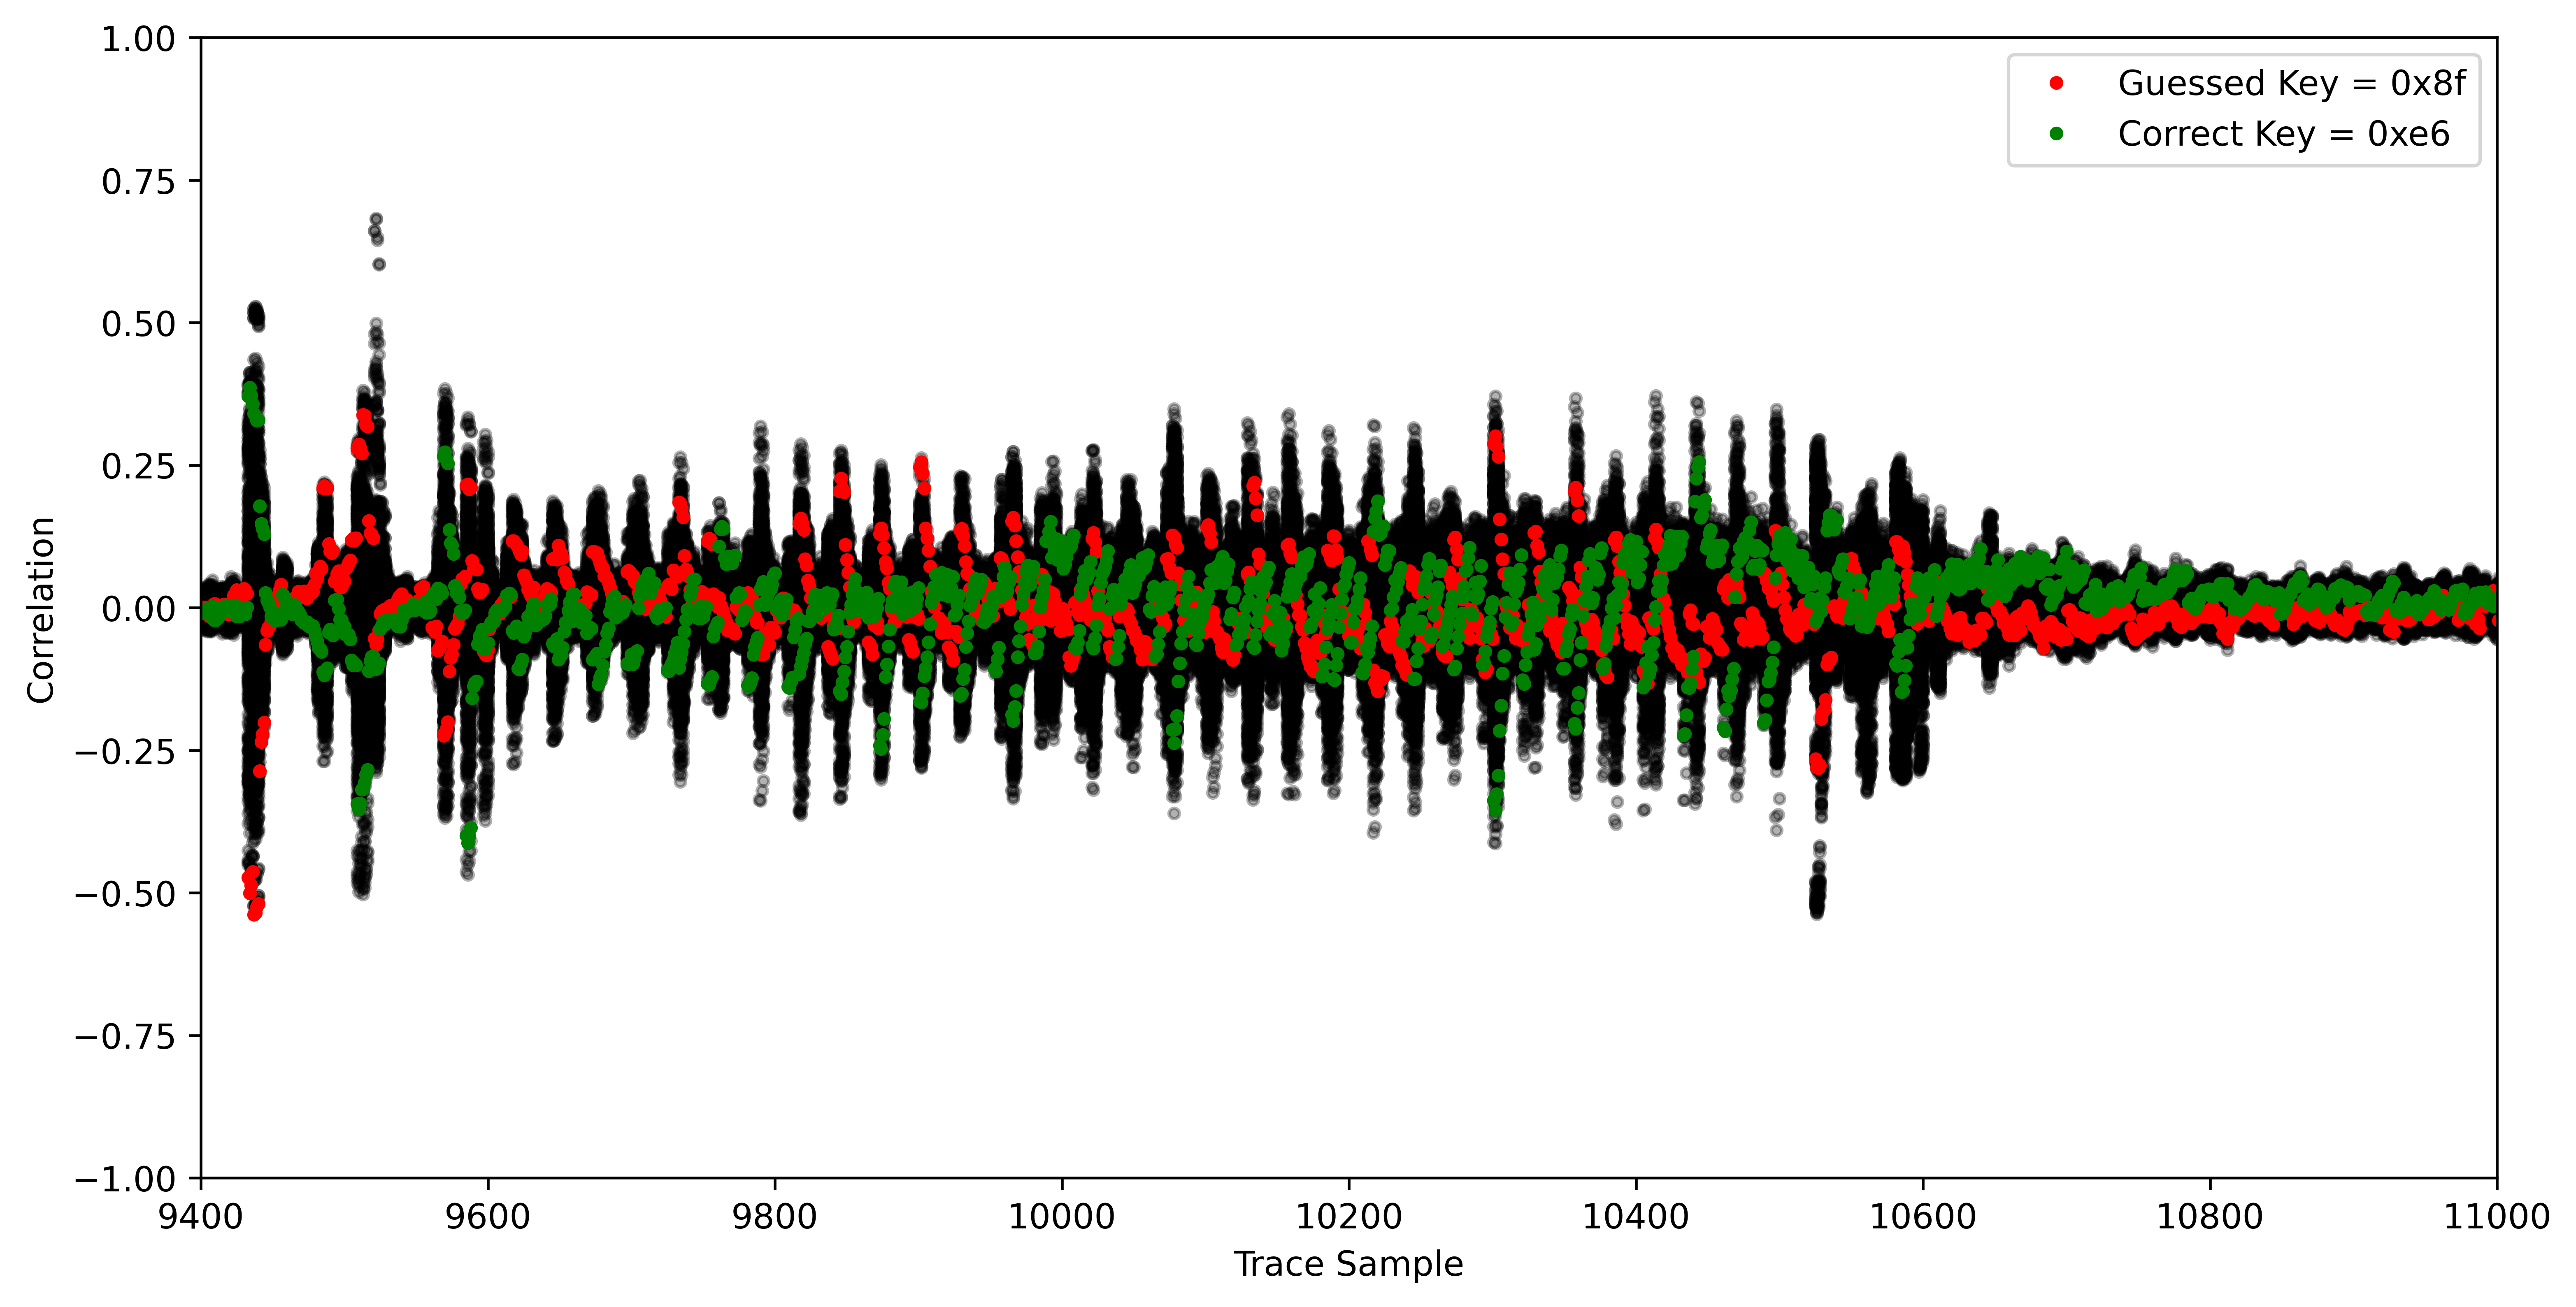 1.00
0.75
0.50
0.25
0.00
−0.25
−0.50
−0.75
−1.00
Correlation
Guessed Key = 0x8f
Correct Key = 0xe6
9400 9600 9800 10000 10200 10400 10600 10800 11000
Trace Sample